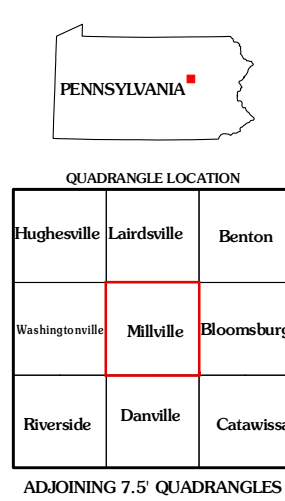 PENNSYLVANIA
QUADRANGLE LOCATION
Hughesville Lairdsville Benton
Washingtonville Millville Bloomsburg
Riverside Danville Catawissa
ADJOINING 7.5' QUADRANGLES